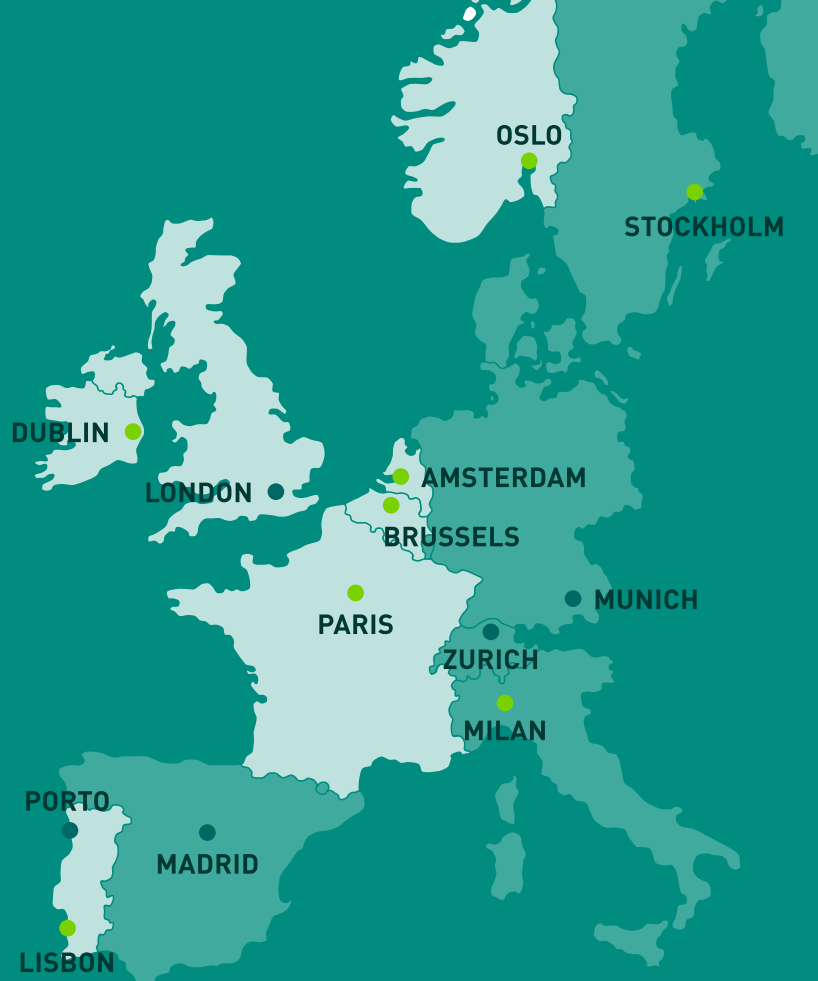 OSLO
STOCKHOLM
DUBLIN
LONDON
AMSTERDAM
BRUSSELS
PARIS
MUNICH
ZURICH
MILAN
PORTO
MADRID
LISBON